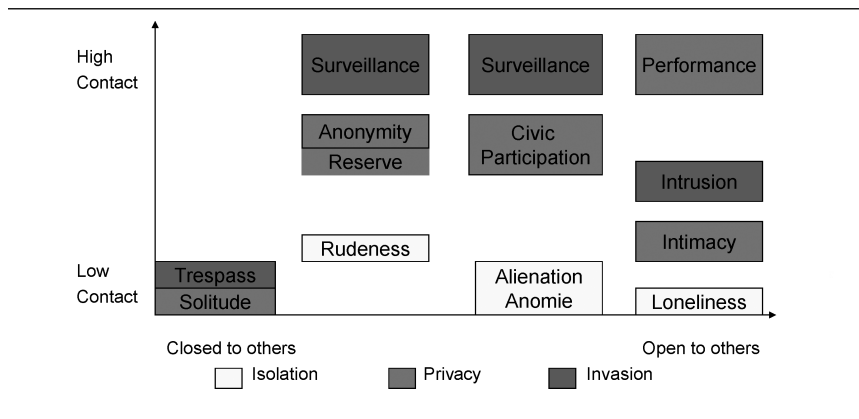 High
Contact
Surveillance
Surveillance
Performance
Anonymity
Reserve
Civic
Participation
Intrusion
Rudeness
Intimacy
Low
Contact
Trespass
Solitude
Alienation
Anomie
Loneliness
Closed to others
Open to others
Isolation
Privacy
Invasion